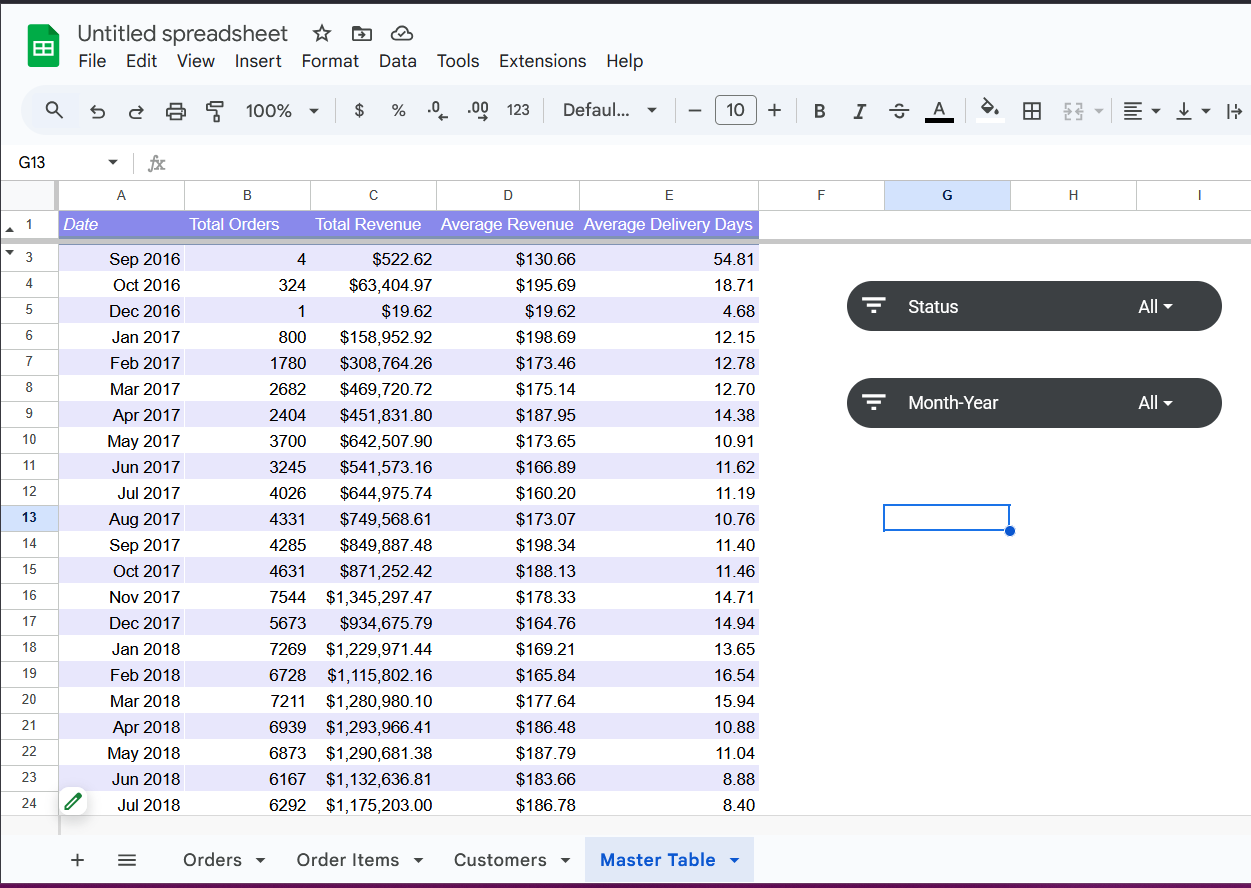 Untitled spreadsheet
File Edit View Insert Format Data Tools Extensions Help
100% $ % .0 .00 123 Defaul... 10 B I A
G13 fx
A B C D E F G H I
1 Date Total Orders Total Revenue Average Revenue Average Delivery Days
3 Sep 2016 4 $522.62 $130.66 54.81
4 Oct 2016 324 $63,404.97 $195.69 18.71
Status All
5 Dec 2016 1 $19.62 $19.62 4.68
6 Jan 2017 800 $158,952.92 $198.69 12.15
7 Feb 2017 1780 $308,764.26 $173.46 12.78
8 Mar 2017 2682 $469,720.72 $175.14 12.70
Month-Year All
9 Apr 2017 2404 $451,831.80 $187.95 14.38
10 May 2017 3700 $642,507.90 $173.65 10.91
11 Jun 2017 3245 $541,573.16 $166.89 11.62
12 Jul 2017 4026 $644,975.74 $160.20 11.19
13 Aug 2017 4331 $749,568.61 $173.07 10.76
14 Sep 2017 4285 $849,887.48 $198.34 11.40
15 Oct 2017 4631 $871,252.42 $188.13 11.46
16 Nov 2017 7544 $1,345,297.47 $178.33 14.71
17 Dec 2017 5673 $934,675.79 $164.76 14.94
18 Jan 2018 7269 $1,229,971.44 $169.21 13.65
19 Feb 2018 6728 $1,115,802.16 $165.84 16.54
20 Mar 2018 7211 $1,280,980.10 $177.64 15.94
21 Apr 2018 6939 $1,293,966.41 $186.48 10.88
22 May 2018 6873 $1,290,681.38 $187.79 11.04
23 Jun 2018 6167 $1,132,636.81 $183.66 8.88
24 Jul 2018 6292 $1,175,203.00 $186.78 8.40
+ Orders Order Items Customers Master Table